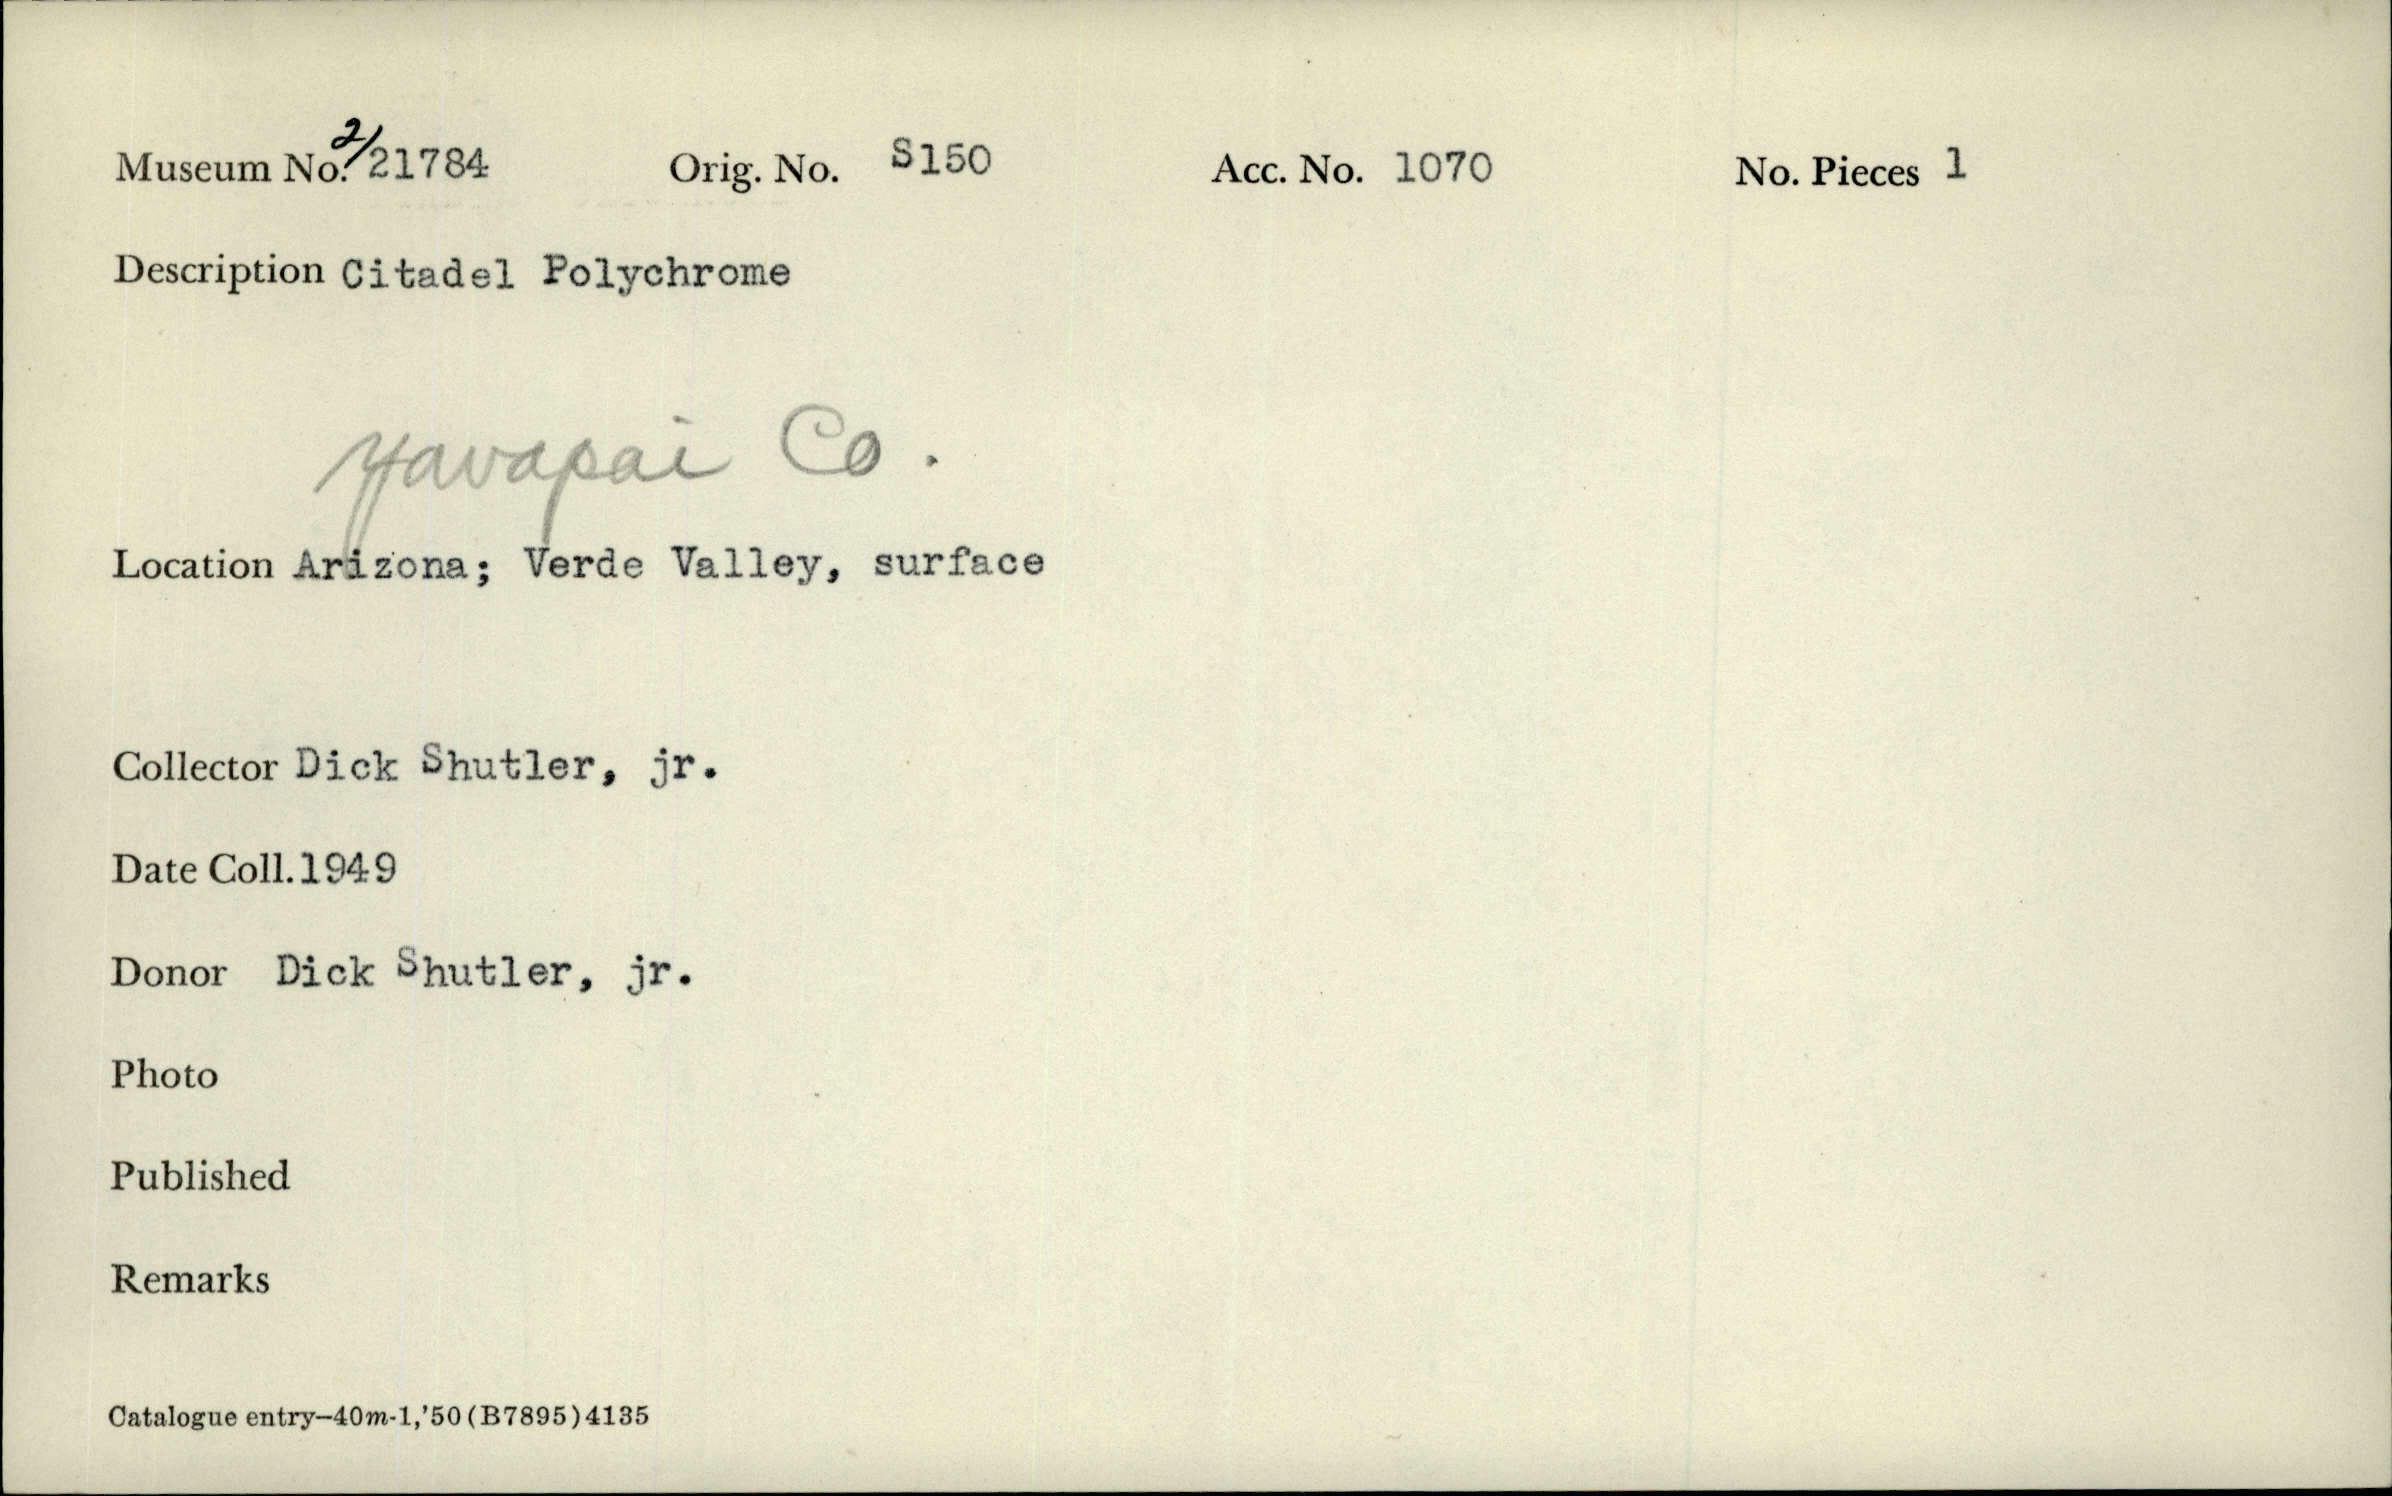 Museum No. 2/21784 Orig. No. S150 Acc. No. 1070 No. Pieces 1
Description Citadel Polychrome
Yavapai Co.
Location Arizona; Verde Valley, surface
Collector Dick Shutler, jr.
Date Coll. 1949
Donor Dick Shutler, jr.
Photo
Published
Remarks
Catalogue entry—40m-1,'50 (B7895) 4135